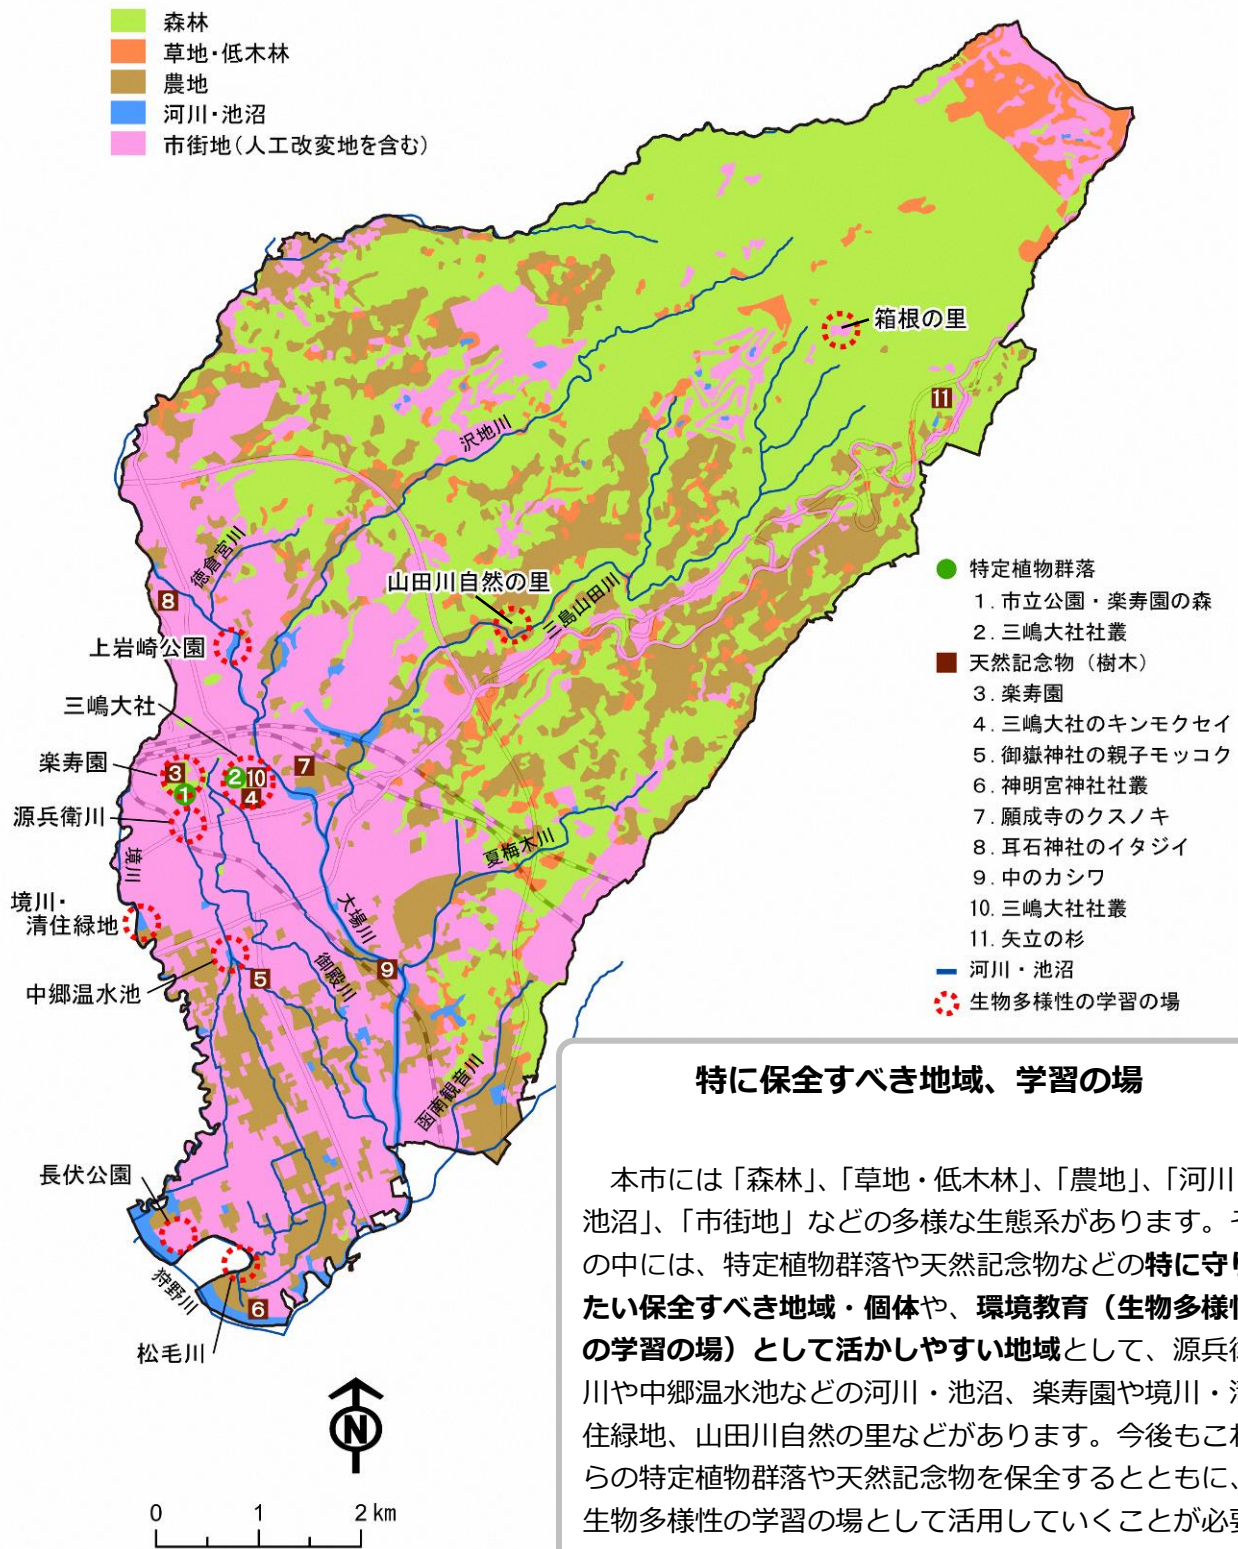 森林
草地・低木林
農地
河川・池沼
市街地(人工改変地を含む)
箱根の里
11
沢地川
徳倉宮川
山田川自然の里
三島山田川
8
上岩崎公園
三嶋大社
楽寿園
3
2
10
7
1
4
源兵衛川
境川
夏梅木川
境川・
清住緑地
大場川
御殿川
9
中郷温水池
5
函南観音川
長伏公園
狩野川
6
松毛川
N
0 1 2 km
特定植物群落
1. 市立公園・楽寿園の森
2. 三嶋大社社叢
天然記念物（樹木）
3. 楽寿園
4. 三嶋大社のキンモクセイ
5. 御嶽神社の親子モッコク
6. 神明宮神社社叢
7. 願成寺のクスノキ
8. 耳石神社のイタジイ
9. 中のカシワ
10. 三嶋大社社叢
11. 矢立の杉
河川・池沼
生物多様性の学習の場
特に保全すべき地域、学習の場
本市には「森林」、「草地・低木林」、「農地」、「河川
池沼」、「市街地」などの多様な生態系があります。そ
の中には、特定植物群落や天然記念物などの特に守り
たい保全すべき地域・個体や、環境教育（生物多様性
の学習の場）として活かしやすい地域として、源兵衛
川や中郷温水池などの河川・池沼、楽寿園や境川・清
住緑地、山田川自然の里などがあります。今後もこれ
らの特定植物群落や天然記念物を保全するとともに、
生物多様性の学習の場として活用していくことが必要